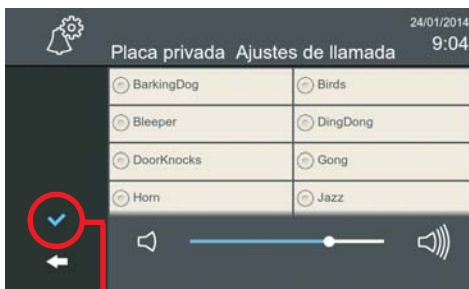 24/01/2014
Placa privada Ajustes de llamada 9:04
BarkingDog Birds
Bleeper DingDong
DoorKnocks Gong
Horn Jazz